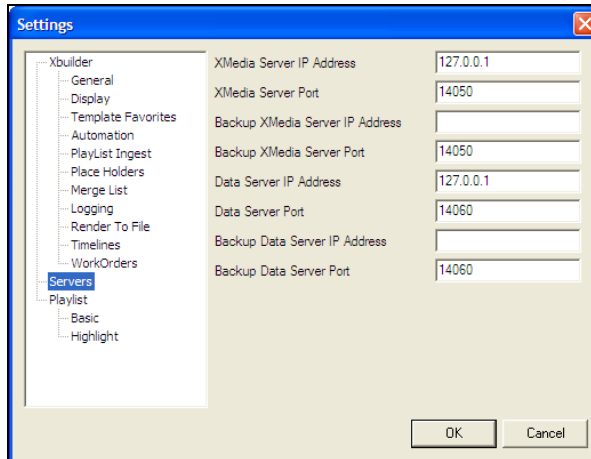 Settings
Xbuilder
General
Display
Template Favorites
Automation
PlayList Ingest
Place Holders
Merge List
Logging
Render To File
Timelines
WorkOrders
Servers
Playlist
Basic
Highlight
XMedia Server IP Address 127.0.0.1
XMedia Server Port 14050
Backup XMedia Server IP Address
Backup XMedia Server Port 14050
Data Server IP Address 127.0.0.1
Data Server Port 14060
Backup Data Server IP Address
Backup Data Server Port 14060
OK Cancel